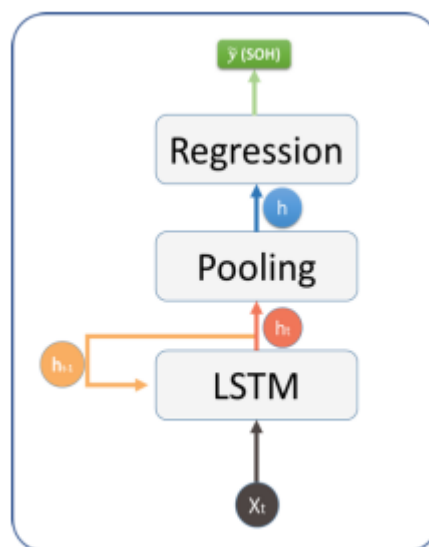 ỹ (SOH)
Regression
h
Pooling
hₜ
hₜ₋₁
LSTM
Xₜ